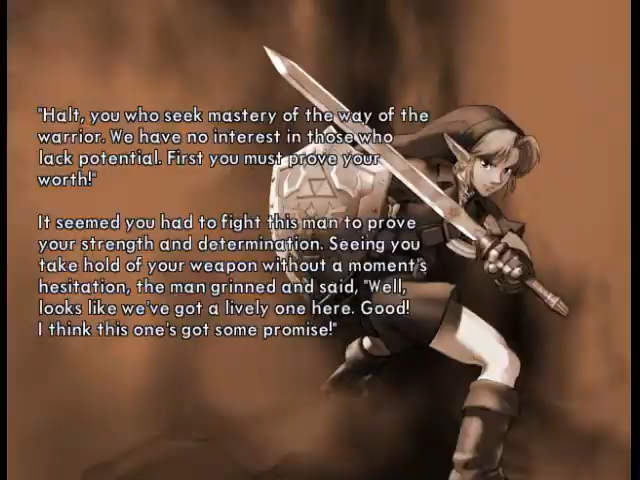 "Halt, you who seek mastery of the way of the
warrior. We have no interest in those who
lack potential. First you must prove your
worth!"
It seemed you had to fight this man to prove
your strength and determination. Seeing you
take hold of your weapon without a moment's
hesitation, the man grinned and said, "Well,
looks like we've got a lively one here. Good!
I think this one's got some promise!"